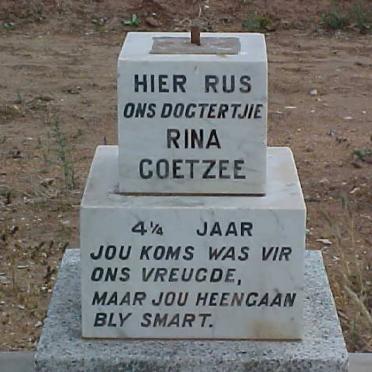 HIER RUS
ONS DOGTERTJIE
RINA
COETZEE
4¼ JAAR
JOU KOMS WAS VIR
ONS VREUGDE,
MAAR JOU HEENGAAN
BLY SMART.